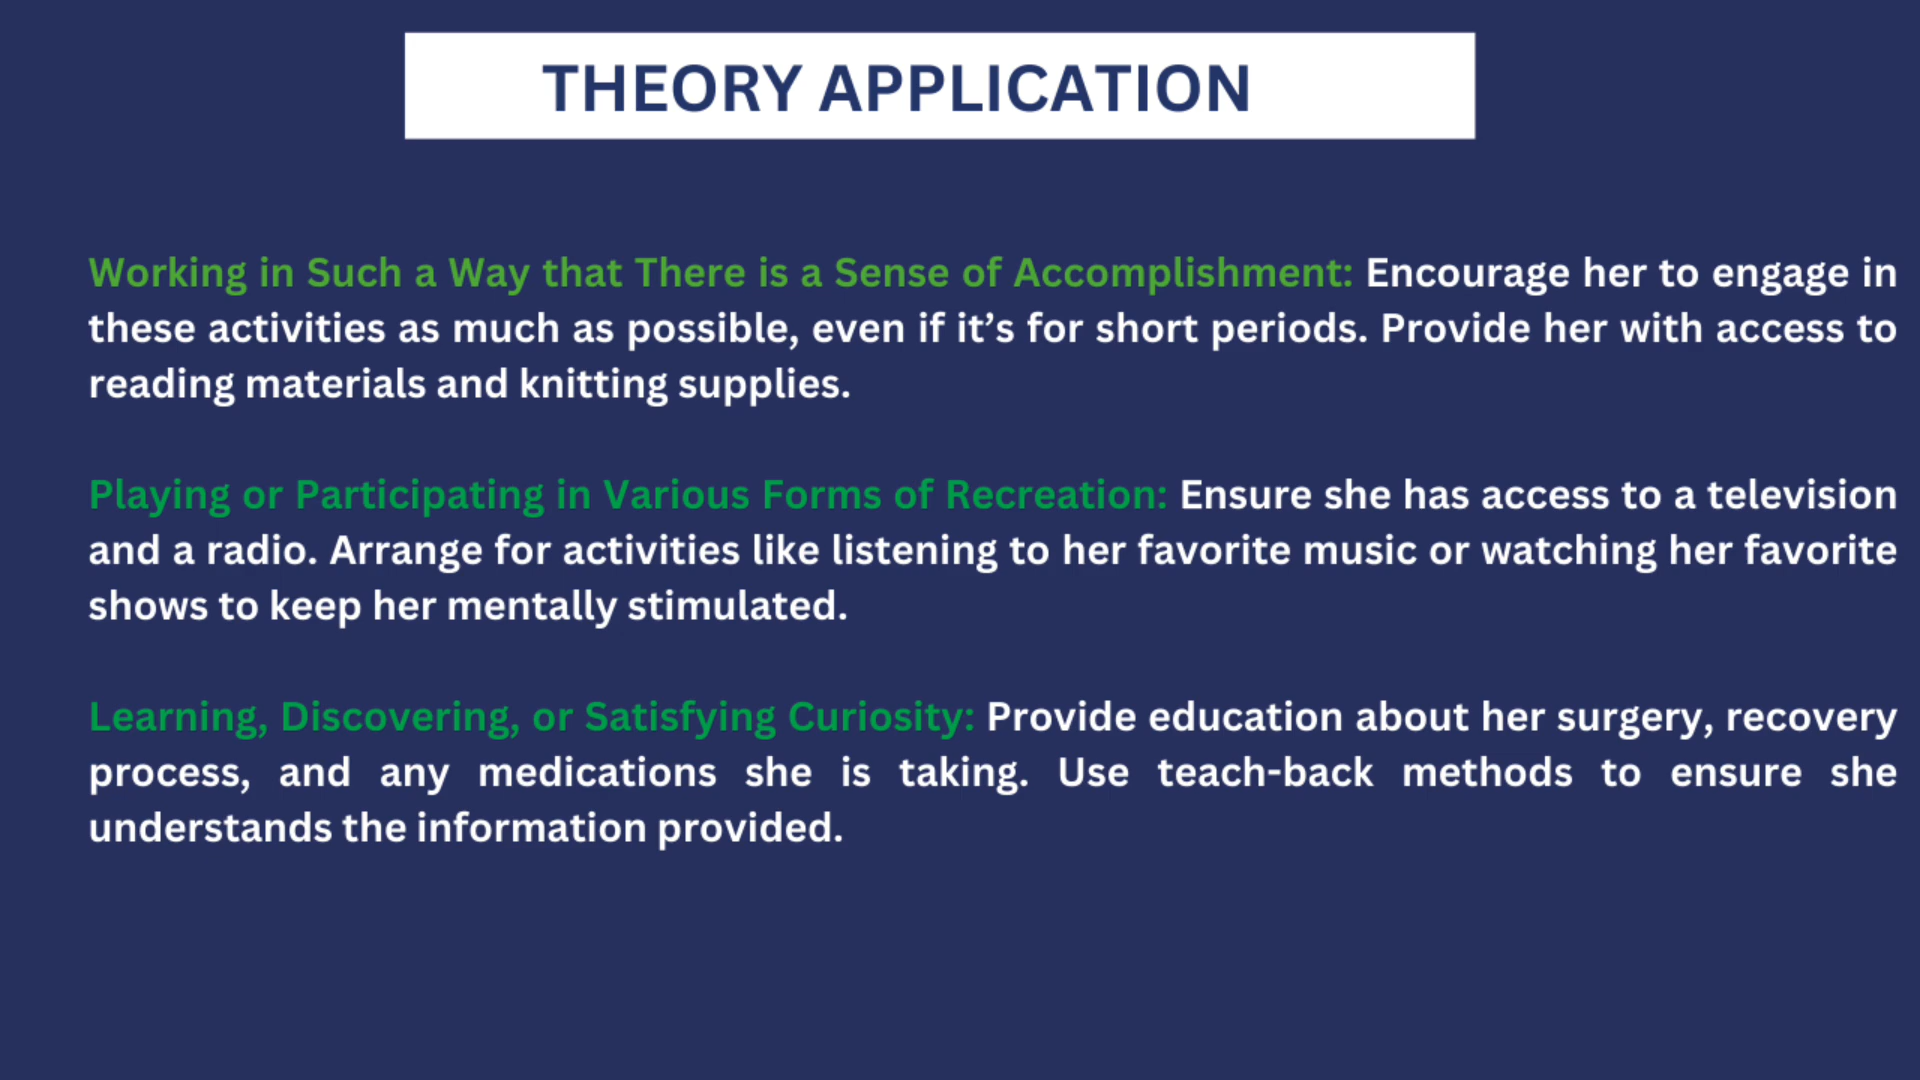 THEORY APPLICATION
Working in Such a Way that There is a Sense of Accomplishment: Encourage her to engage in
these activities as much as possible, even if it’s for short periods. Provide her with access to
reading materials and knitting supplies.
Playing or Participating in Various Forms of Recreation: Ensure she has access to a television
and a radio. Arrange for activities like listening to her favorite music or watching her favorite
shows to keep her mentally stimulated.
Learning, Discovering, or Satisfying Curiosity: Provide education about her surgery, recovery
process, and any medications she is taking. Use teach-back methods to ensure she
understands the information provided.